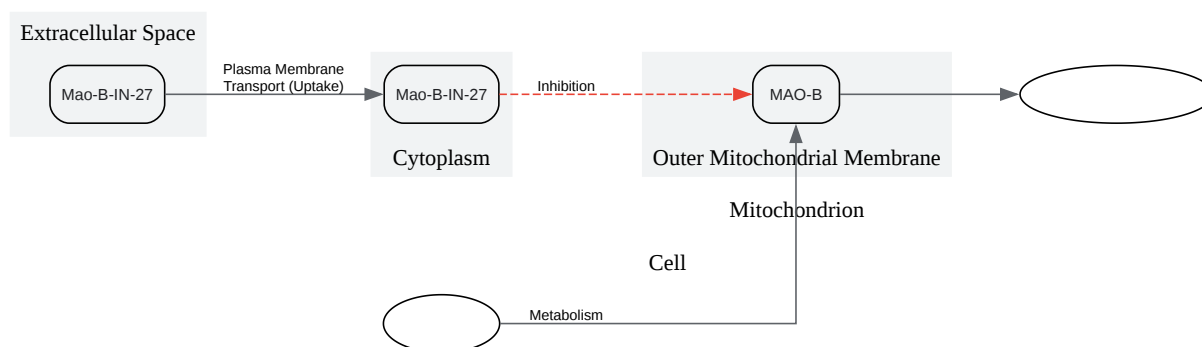 Extracellular Space
Mao-B-IN-27
Plasma Membrane
Transport (Uptake)
Mao-B-IN-27
Cytoplasm
Inhibition
MAO-B
Outer Mitochondrial Membrane
Mitochondrion
Cell
Metabolism